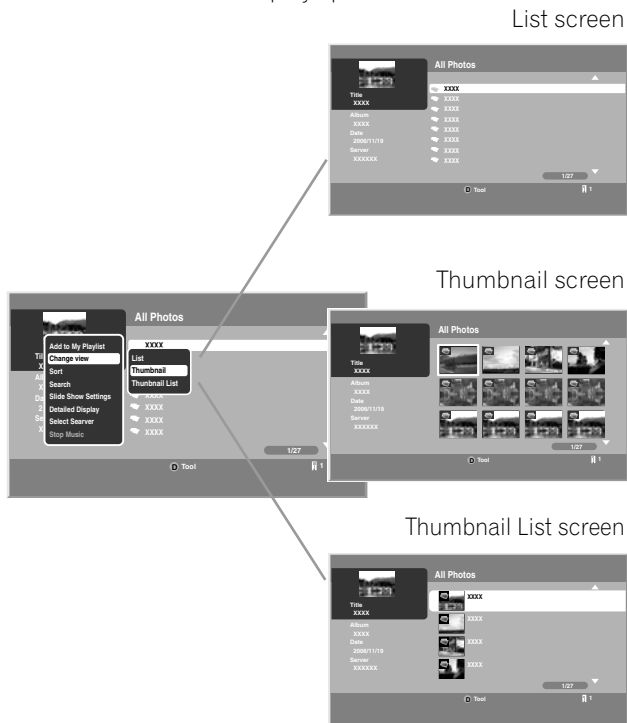 List screen
All Photos
Title
XXXX
Album
XXXX
Date
2006/11/19
Server
XXXXXX
XXXX
XXXX
XXXX
XXXX
XXXX
XXXX
XXXX
XXXX
1/27
D Tool
1
Thumbnail screen
All Photos
Add to My Playlist
Change view
Sort
Search
Slide Show Settings
Detailed Display
Select Searver
Stop Music
List
Thumbnail
Thunbnail List
XXXX
XXXX
XXXX
XXXX
1/27
D Tool
1
All Photos
Title
XXXX
Album
XXXX
Date
2006/11/19
Server
XXXXXX
1/27
D Tool
1
Thumbnail List screen
All Photos
Title
XXXX
Album
XXXX
Date
2006/11/19
Server
XXXXXX
XXXX
XXXX
XXXX
XXXX
1/27
D Tool
1